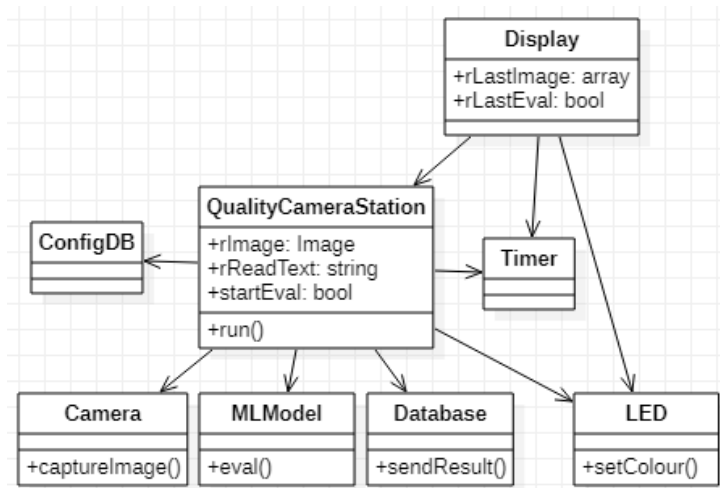 Display
+rLastImage: array
+rLastEval: bool
QualityCameraStation
+rImage: Image
+rReadText: string
+startEval: bool
+run()
ConfigDB
Timer
Camera
+captureImage()
MLModel
+eval()
Database
+sendResult()
LED
+setColour()